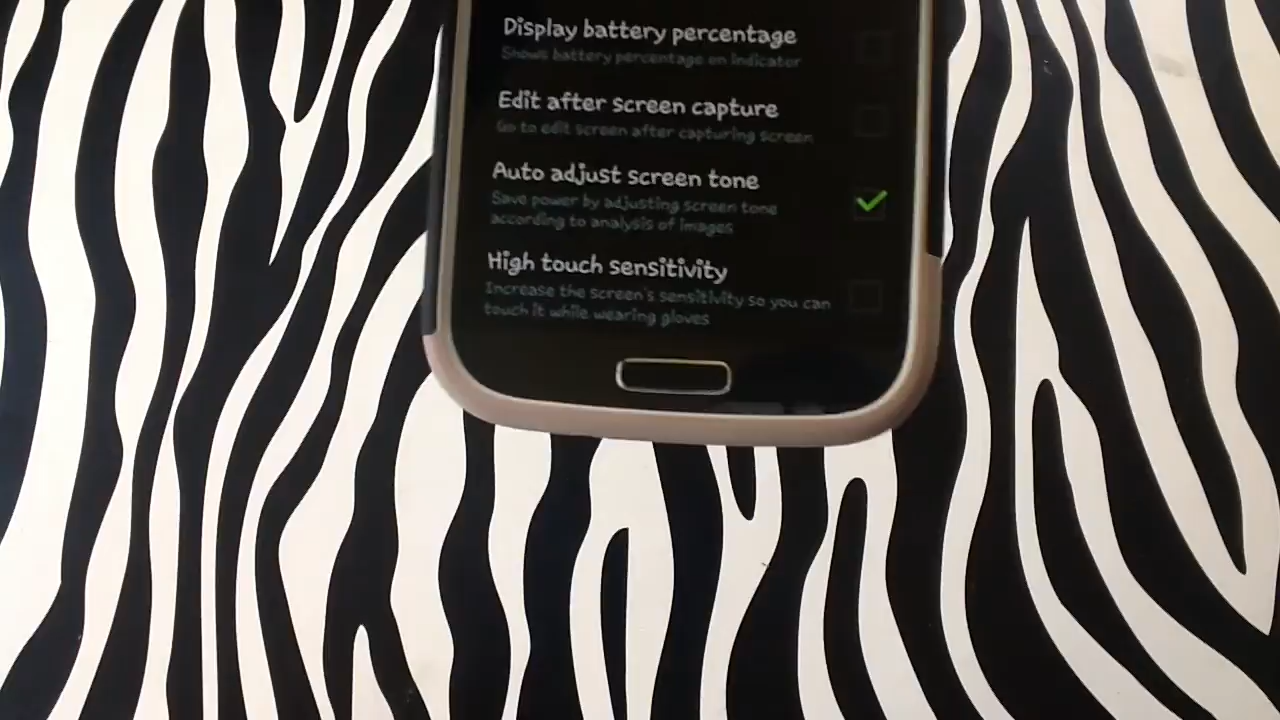 Display battery percentage
Shows battery percentage on indicator
Edit after screen capture
Go to edit screen after capturing screen
Auto adjust screen tone
Save power by adjusting screen tone
according to analysis of images
High touch sensitivity
Increase the screen's sensitivity so you can
touch it while wearing gloves